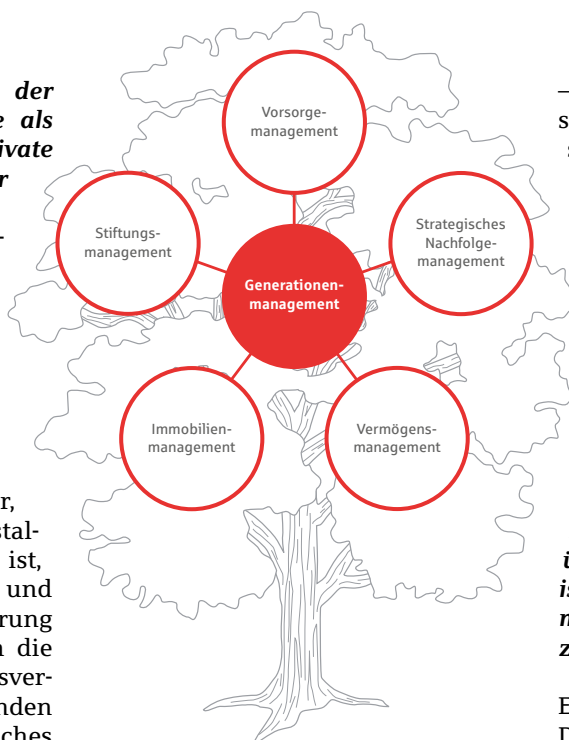 der
als
ivate
Vorsorge-
management
Stiftungs-
management
Strategisches
Nachfolge-
management
Generationen-
management
Immobilien-
management
Vermögens-
management
r,
stal-
ist,
und
rung
die
sver-
nden
ches